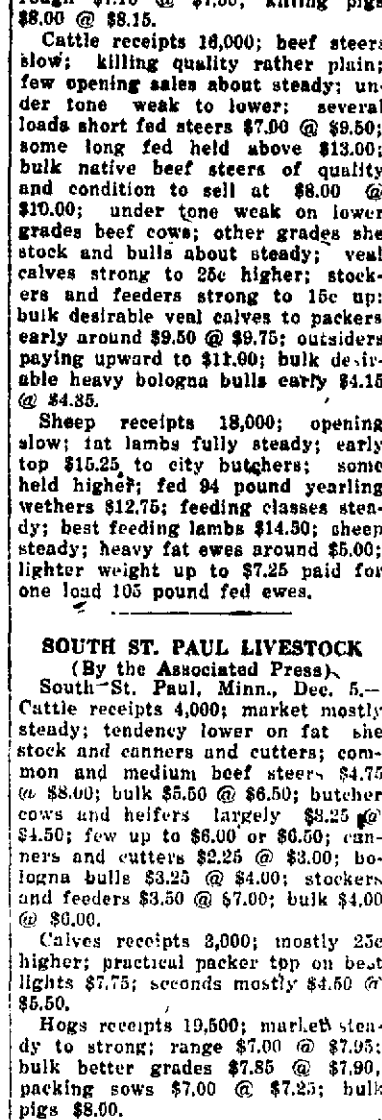 $7.10 @ $7.80; killing pigs
$8.00 @ $8.15.
Cattle receipts 16,000; beef steers
slow; killing quality rather plain;
few opening sales about steady; un-
der tone weak to lower; several
loads short fed steers $7.00 @ $9.50;
some long fed held above $13.00;
bulk native beef steers of quality
and condition to sell at $8.00 @
$10.00; under tone weak on lower
grades beef cows; other grades she
stock and bulls about steady; veal
calves strong to 25c higher; stock-
ers and feeders strong to 15c up;
bulk desirable veal calves to packers
early around $9.50 @ $9.75; outsiders
paying upward to $11.00; bulk desir-
able heavy bologna bulls early $4.15
@ $4.35.
Sheep receipts 18,000; opening
slow; fat lambs fully steady; early
top $15.25 to city butchers; some
held higher; fed 94 pound yearling
wethers $12.75; feeding classes stea-
dy; best feeding lambs $14.50; sheep
steady; heavy fat ewes around $5.00;
lighter weight up to $7.25 paid for
one load 105 pound fed ewes.
SOUTH ST. PAUL LIVESTOCK
(By the Associated Press)
South St. Paul, Minn., Dec. 5.—
Cattle receipts 4,000; market mostly
steady; tendency lower on fat she
stock and canners and cutters; com-
mon and medium beef steers $4.75
@ $8.00; bulk $5.50 @ $6.50; butcher
cows and heifers largely $3.25 @
$4.50; few up to $6.00 or $6.50; can-
ners and cutters $2.25 @ $3.00; bo-
logna bulls $3.25 @ $4.00; stockers
and feeders $3.50 @ $7.00; bulk $4.00
@ $6.00.
Calves receipts 3,000; mostly 25c
higher; practical packer top on best
lights $7.75; seconds mostly $4.50 @
$5.50.
Hogs receipts 19,500; market stea-
dy to strong; range $7.00 @ $7.95;
bulk better grades $7.85 @ $7.90,
packing sows $7.00 @ $7.25; bulk
pigs $8.00.